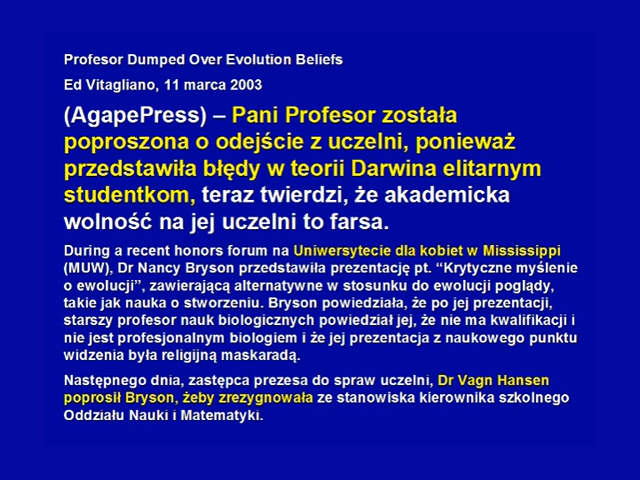 Profesor Dumped Over Evolution Beliefs
Ed Vitagliano, 11 marca 2003
(AgapePress) – Pani Profesor została
poproszona o odejście z uczelni, ponieważ
przedstawiła błędy w teorii Darwina elitarnym
studentkom, teraz twierdzi, że akademicka
wolność na jej uczelni to farsa.
During a recent honors forum na Uniwersytecie dla kobiet w Mississippi
(MUW), Dr Nancy Bryson przedstawiła prezentację pt. “Krytyczne myślenie
o ewolucji”, zawierającą alternatywne w stosunku do ewolucji poglądy,
takie jak nauka o stworzeniu. Bryson powiedziała, że po jej prezentacji,
starszy profesor nauk biologicznych powiedział jej, że nie ma kwalifikacji i
nie jest profesjonalnym biologiem i że jej prezentacja z naukowego punktu
widzenia była religijną maskaradą.
Następnego dnia, zastępca prezesa do spraw uczelni, Dr Vagn Hansen
poprosił Bryson, żeby zrezygnowała ze stanowiska kierownika szkolnego
Oddziału Nauki i Matematyki.